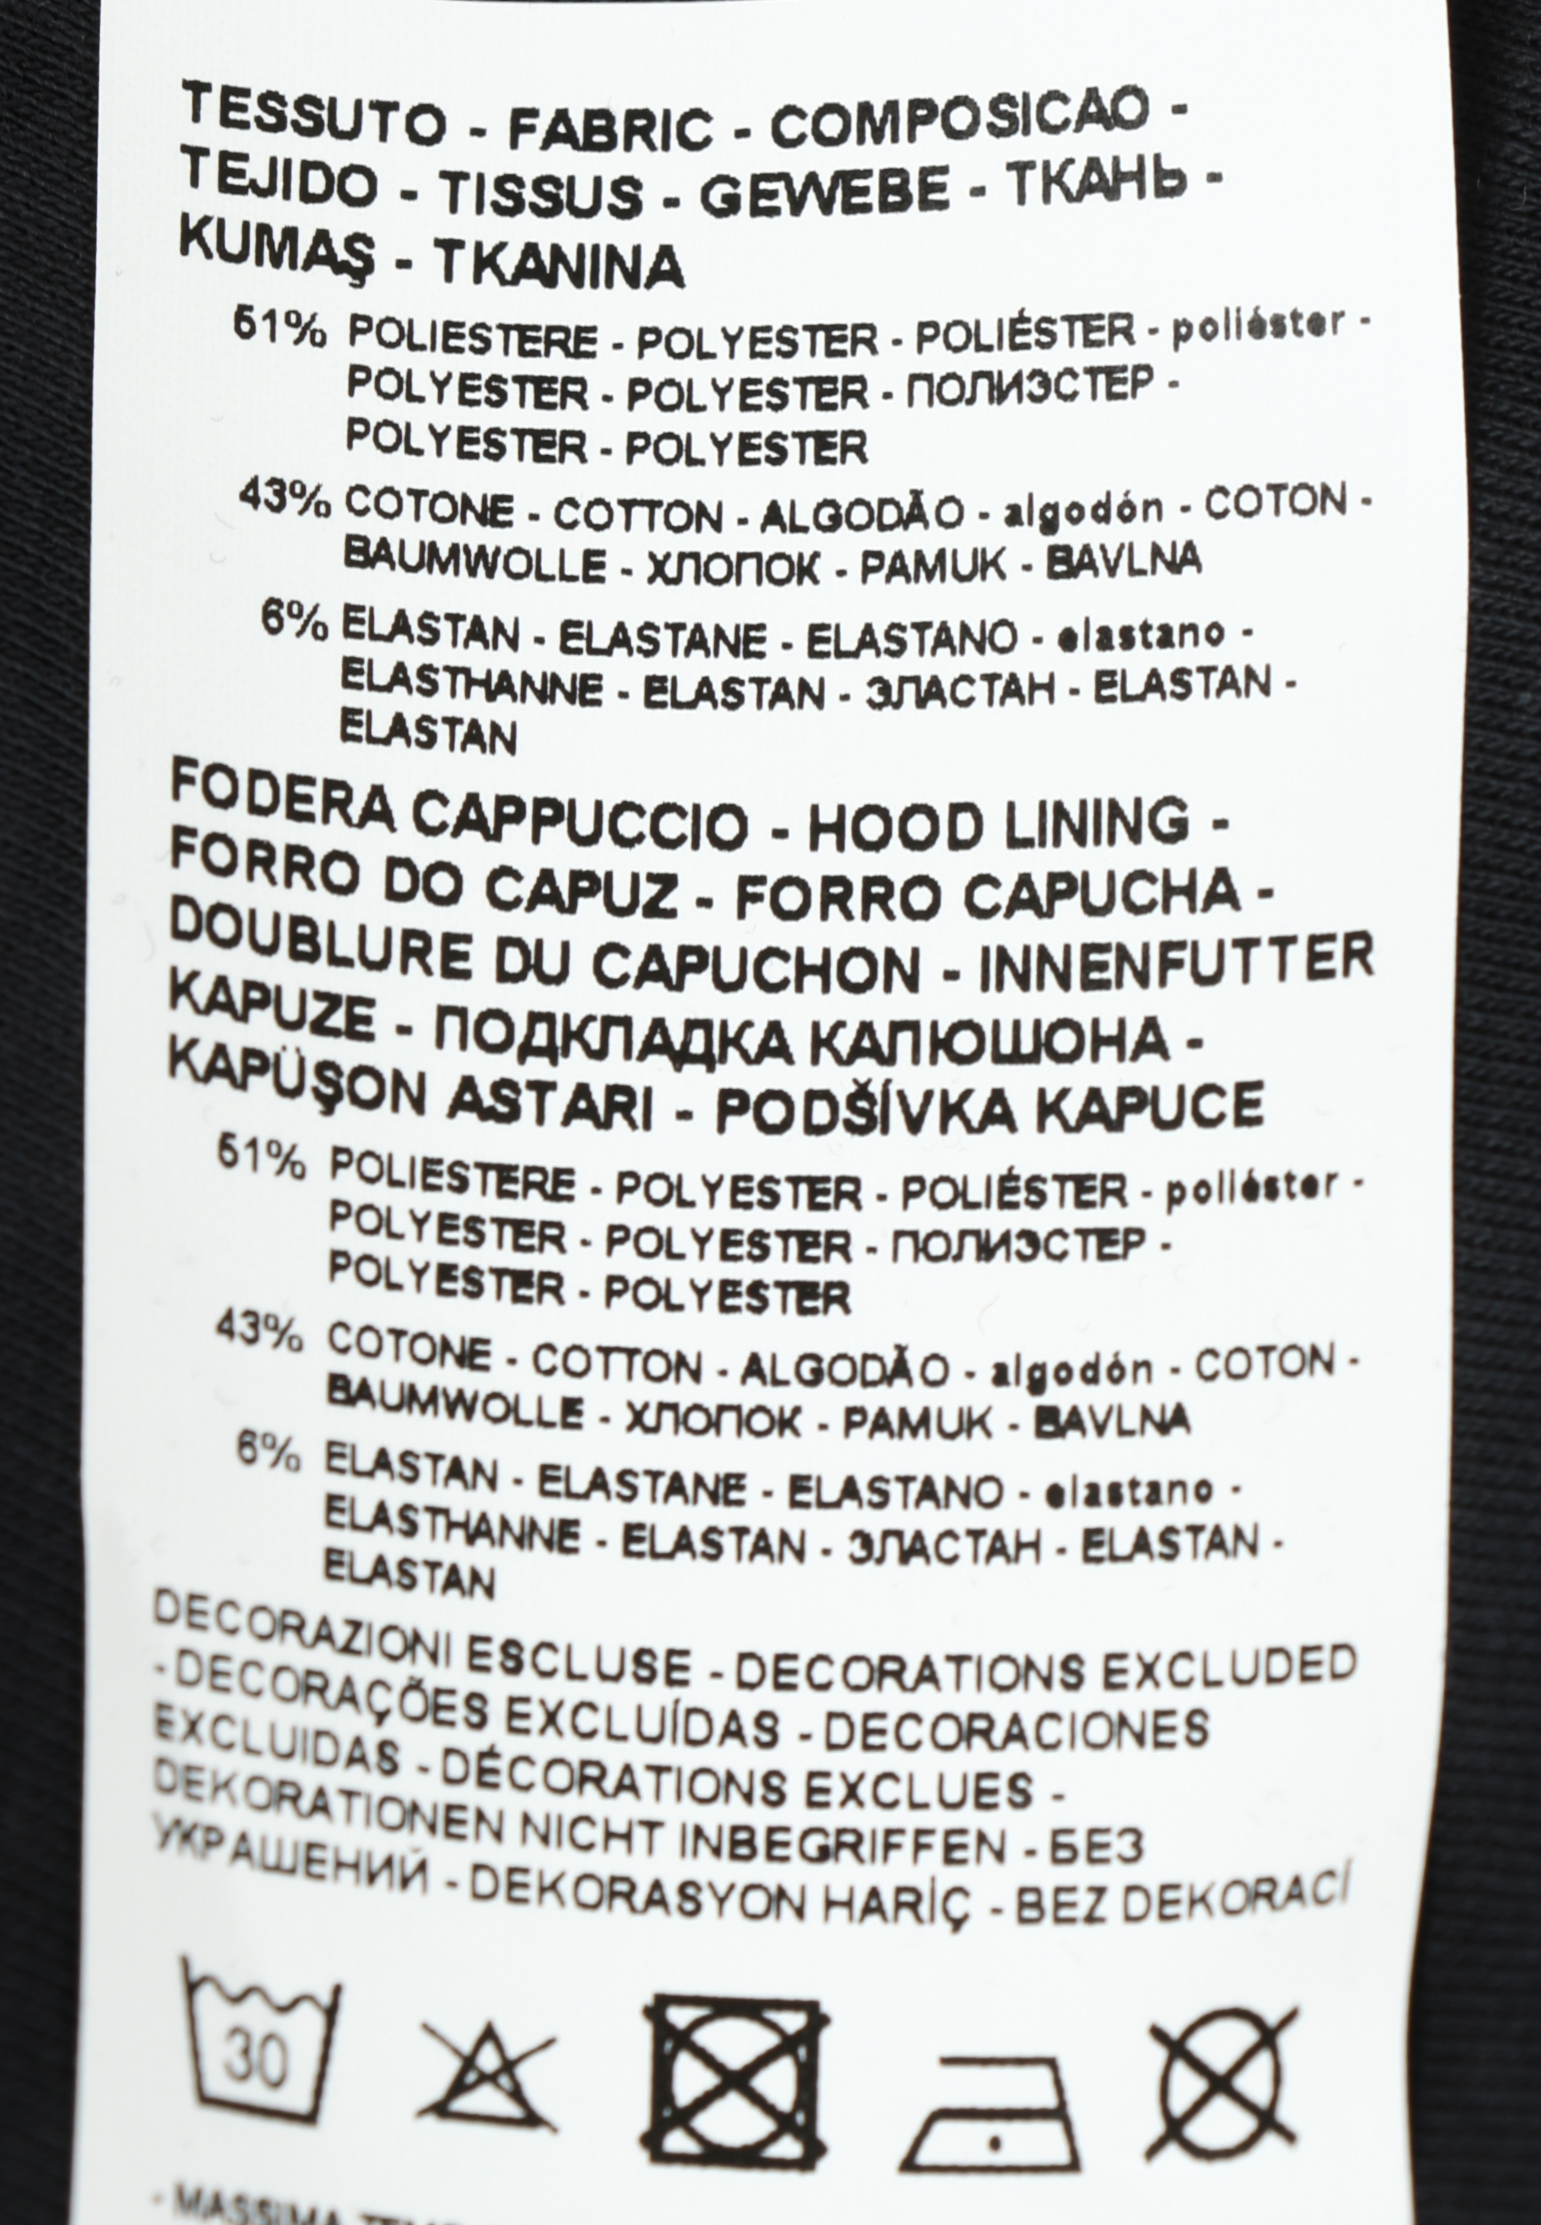 TESSUTO - FABRIC - COMPOSICAO -
TEJIDO - TISSUS - GEWEBE - ТКАНЬ -
KUMAŞ - TKANINA
51% POLIESTERE - POLYESTER - POLIÉSTER - poliéster -
POLYESTER - POLYESTER - ПОЛИЭСТЕР -
POLYESTER - POLYESTER
43% COTONE - COTTON - ALGODÃO - algodón - COTON -
BAUMWOLLE - ХЛОПОК - PAMUK - BAVLNA
6% ELASTAN - ELASTANE - ELASTANO - elastano -
ELASTHANNE - ELASTAN - ЭЛАСТАН - ELASTAN -
ELASTAN
FODERA CAPPUCCIO - HOOD LINING -
FORRO DO CAPUZ - FORRO CAPUCHA -
DOUBLURE DU CAPUCHON - INNENFUTTER
KAPUZE - ПОДКЛАДКА КАПЮШОНА -
KAPÜŞON ASTARI - PODŠÍVKA KAPUCE
51% POLIESTERE - POLYESTER - POLIÉSTER - poliéster -
POLYESTER - POLYESTER - ПОЛИЭСТЕР -
POLYESTER - POLYESTER
43% COTONE - COTTON - ALGODÃO - algodón - COTON -
BAUMWOLLE - ХЛОПОК - PAMUK - BAVLNA
6% ELASTAN - ELASTANE - ELASTANO - elastano -
ELASTHANNE - ELASTAN - ЭЛАСТАН - ELASTAN -
ELASTAN
DECORAZIONI ESCLUSE - DECORATIONS EXCLUDED
- DECORAÇÕES EXCLUÍDAS - DECORACIONES
EXCLUIDAS - DÉCORATIONS EXCLUES -
DEKORATIONEN NICHT INBEGRIFFEN - БЕЗ
УКРАШЕНИЙ - DEKORASYON HARİÇ - BEZ DEKORACÍ
30
- MASSIMA